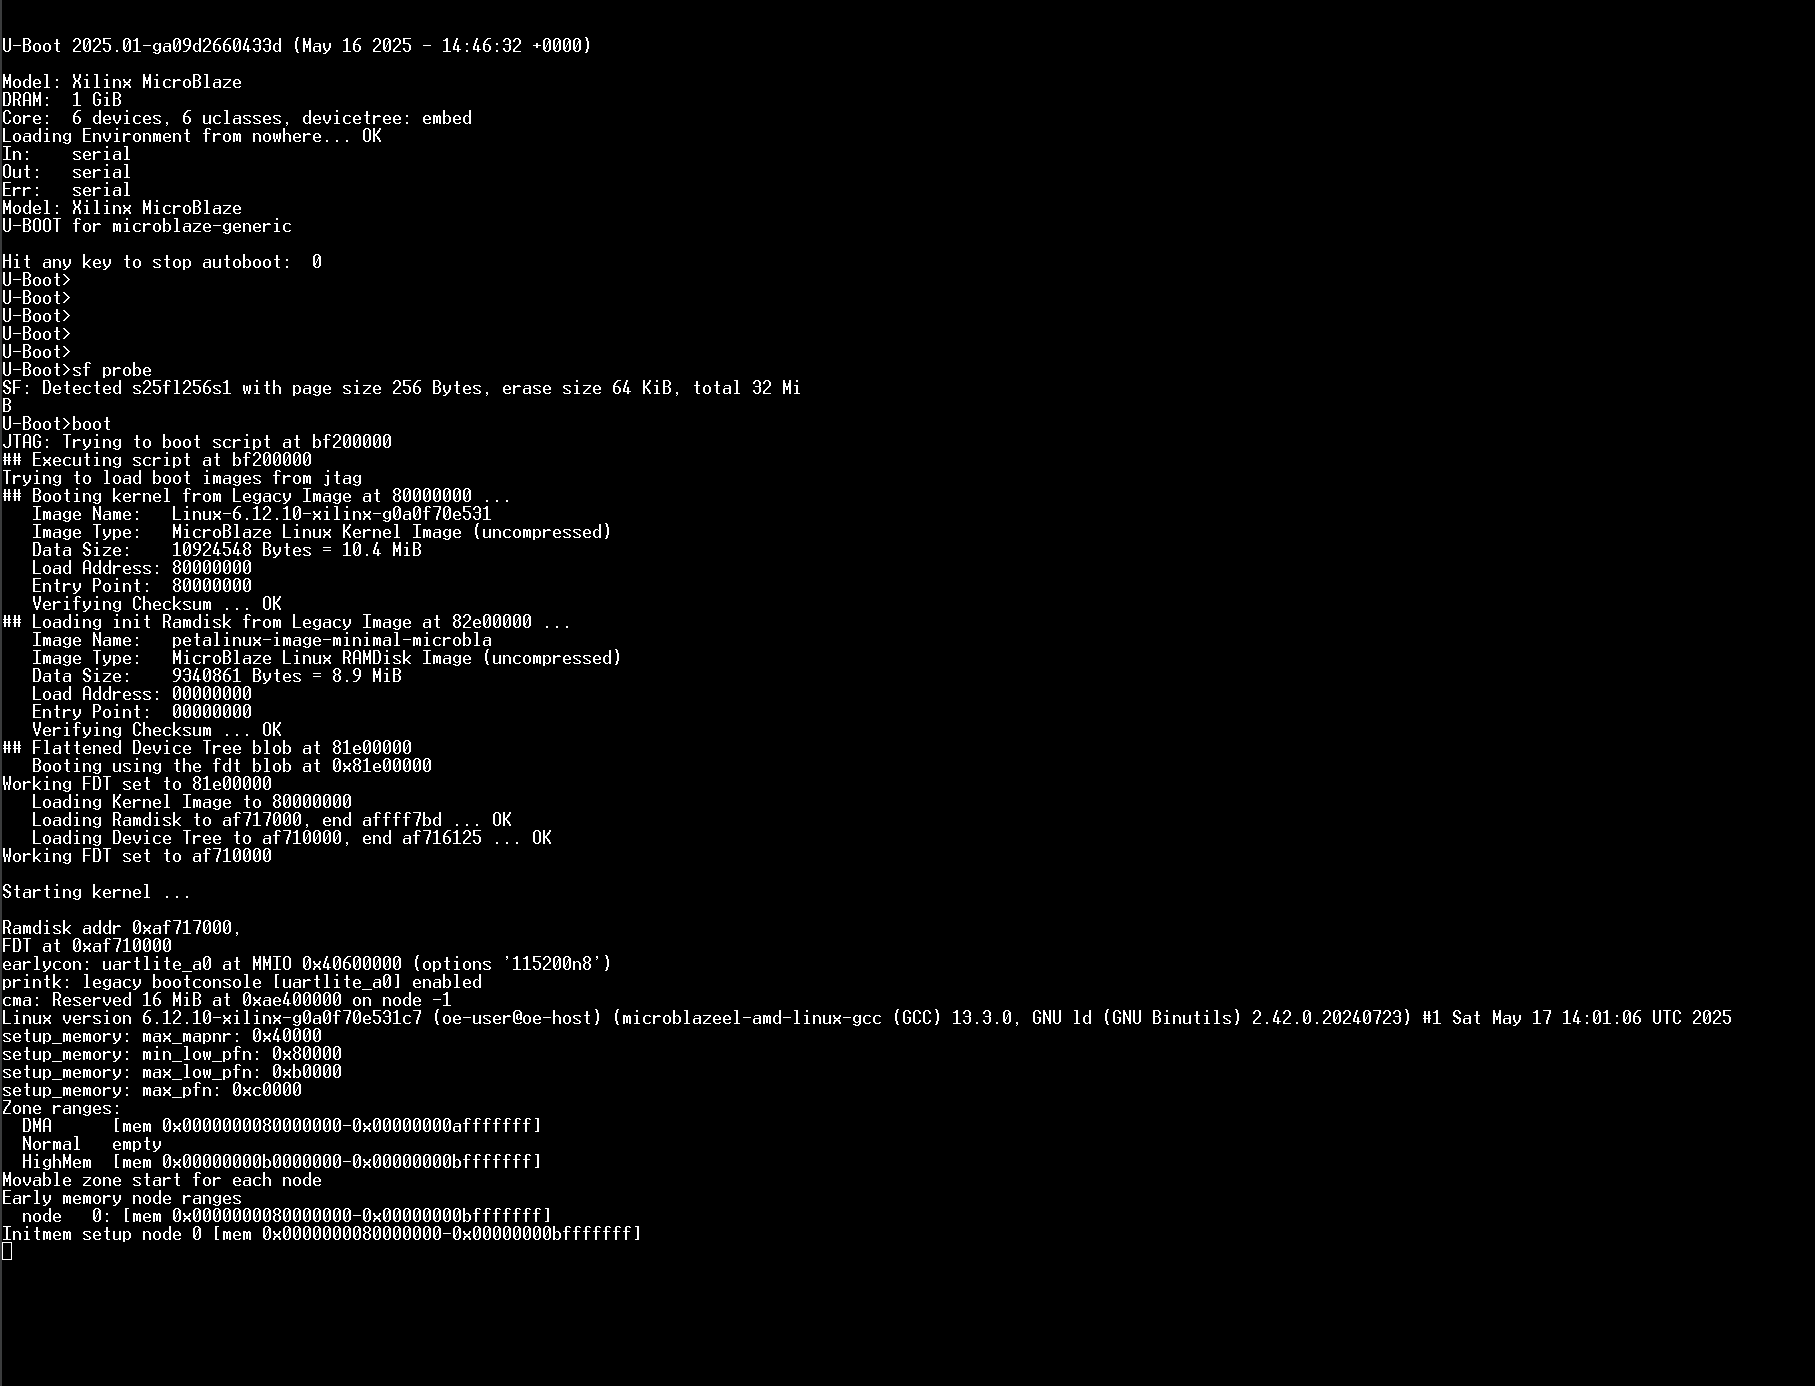 U-Boot 2025.01-ga09d2660433d (May 16 2025 - 14:46:32 +0000)
Model: Xilinx MicroBlaze
DRAM:  1 GiB
Core:  6 devices, 6 uclasses, devicetree: embed
Loading Environment from nowhere... OK
In:    serial
Out:   serial
Err:   serial
Model: Xilinx MicroBlaze
U-BOOT for microblaze-generic
Hit any key to stop autoboot:  0
U-Boot>
U-Boot>
U-Boot>
U-Boot>
U-Boot>
U-Boot>sf probe
SF: Detected s25fl256s1 with page size 256 Bytes, erase size 64 KiB, total 32 Mi
B
U-Boot>boot
JTAG: Trying to boot script at bf200000
## Executing script at bf200000
Trying to load boot images from jtag
## Booting kernel from Legacy Image at 80000000 ...
   Image Name:   Linux-6.12.10-xilinx-g0a0f70e531
   Image Type:   MicroBlaze Linux Kernel Image (uncompressed)
   Data Size:    10924548 Bytes = 10.4 MiB
   Load Address: 80000000
   Entry Point:  80000000
   Verifying Checksum ... OK
## Loading init Ramdisk from Legacy Image at 82e00000 ...
   Image Name:   petalinux-image-minimal-microbla
   Image Type:   MicroBlaze Linux RAMDisk Image (uncompressed)
   Data Size:    9340861 Bytes = 8.9 MiB
   Load Address: 00000000
   Entry Point:  00000000
   Verifying Checksum ... OK
## Flattened Device Tree blob at 81e00000
   Booting using the fdt blob at 0x81e00000
Working FDT set to 81e00000
   Loading Kernel Image to 80000000
   Loading Ramdisk to af717000, end affff7bd ... OK
   Loading Device Tree to af710000, end af716125 ... OK
Working FDT set to af710000
Starting kernel ...
Ramdisk addr 0xaf717000,
FDT at 0xaf710000
earlycon: uartlite_a0 at MMIO 0x40600000 (options '115200n8')
printk: legacy bootconsole [uartlite_a0] enabled
cma: Reserved 16 MiB at 0xae400000 on node -1
Linux version 6.12.10-xilinx-g0a0f70e531c7 (oe-user@oe-host) (microblazeel-amd-linux-gcc (GCC) 13.3.0, GNU ld (GNU Binutils) 2.42.0.20240723) #1 Sat May 17 14:01:06 UTC 2025
setup_memory: max_mapnr: 0x40000
setup_memory: min_low_pfn: 0x80000
setup_memory: max_low_pfn: 0xb0000
setup_memory: max_pfn: 0xc0000
Zone ranges:
  DMA      [mem 0x0000000080000000-0x00000000afffffff]
  Normal   empty
  HighMem  [mem 0x00000000b0000000-0x00000000bfffffff]
Movable zone start for each node
Early memory node ranges
  node   0: [mem 0x0000000080000000-0x00000000bfffffff]
Initmem setup node 0 [mem 0x0000000080000000-0x00000000bfffffff]